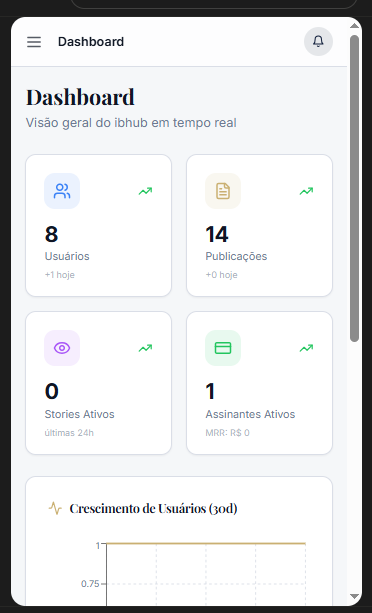 Dashboard
Dashboard
Visão geral do ibhub em tempo real
8
Usuários
+1 hoje
14
Publicações
+0 hoje
0
Stories Ativos
últimas 24h
1
Assinantes Ativos
MRR: R$ 0
Crescimento de Usuários (30d)
1
0.75